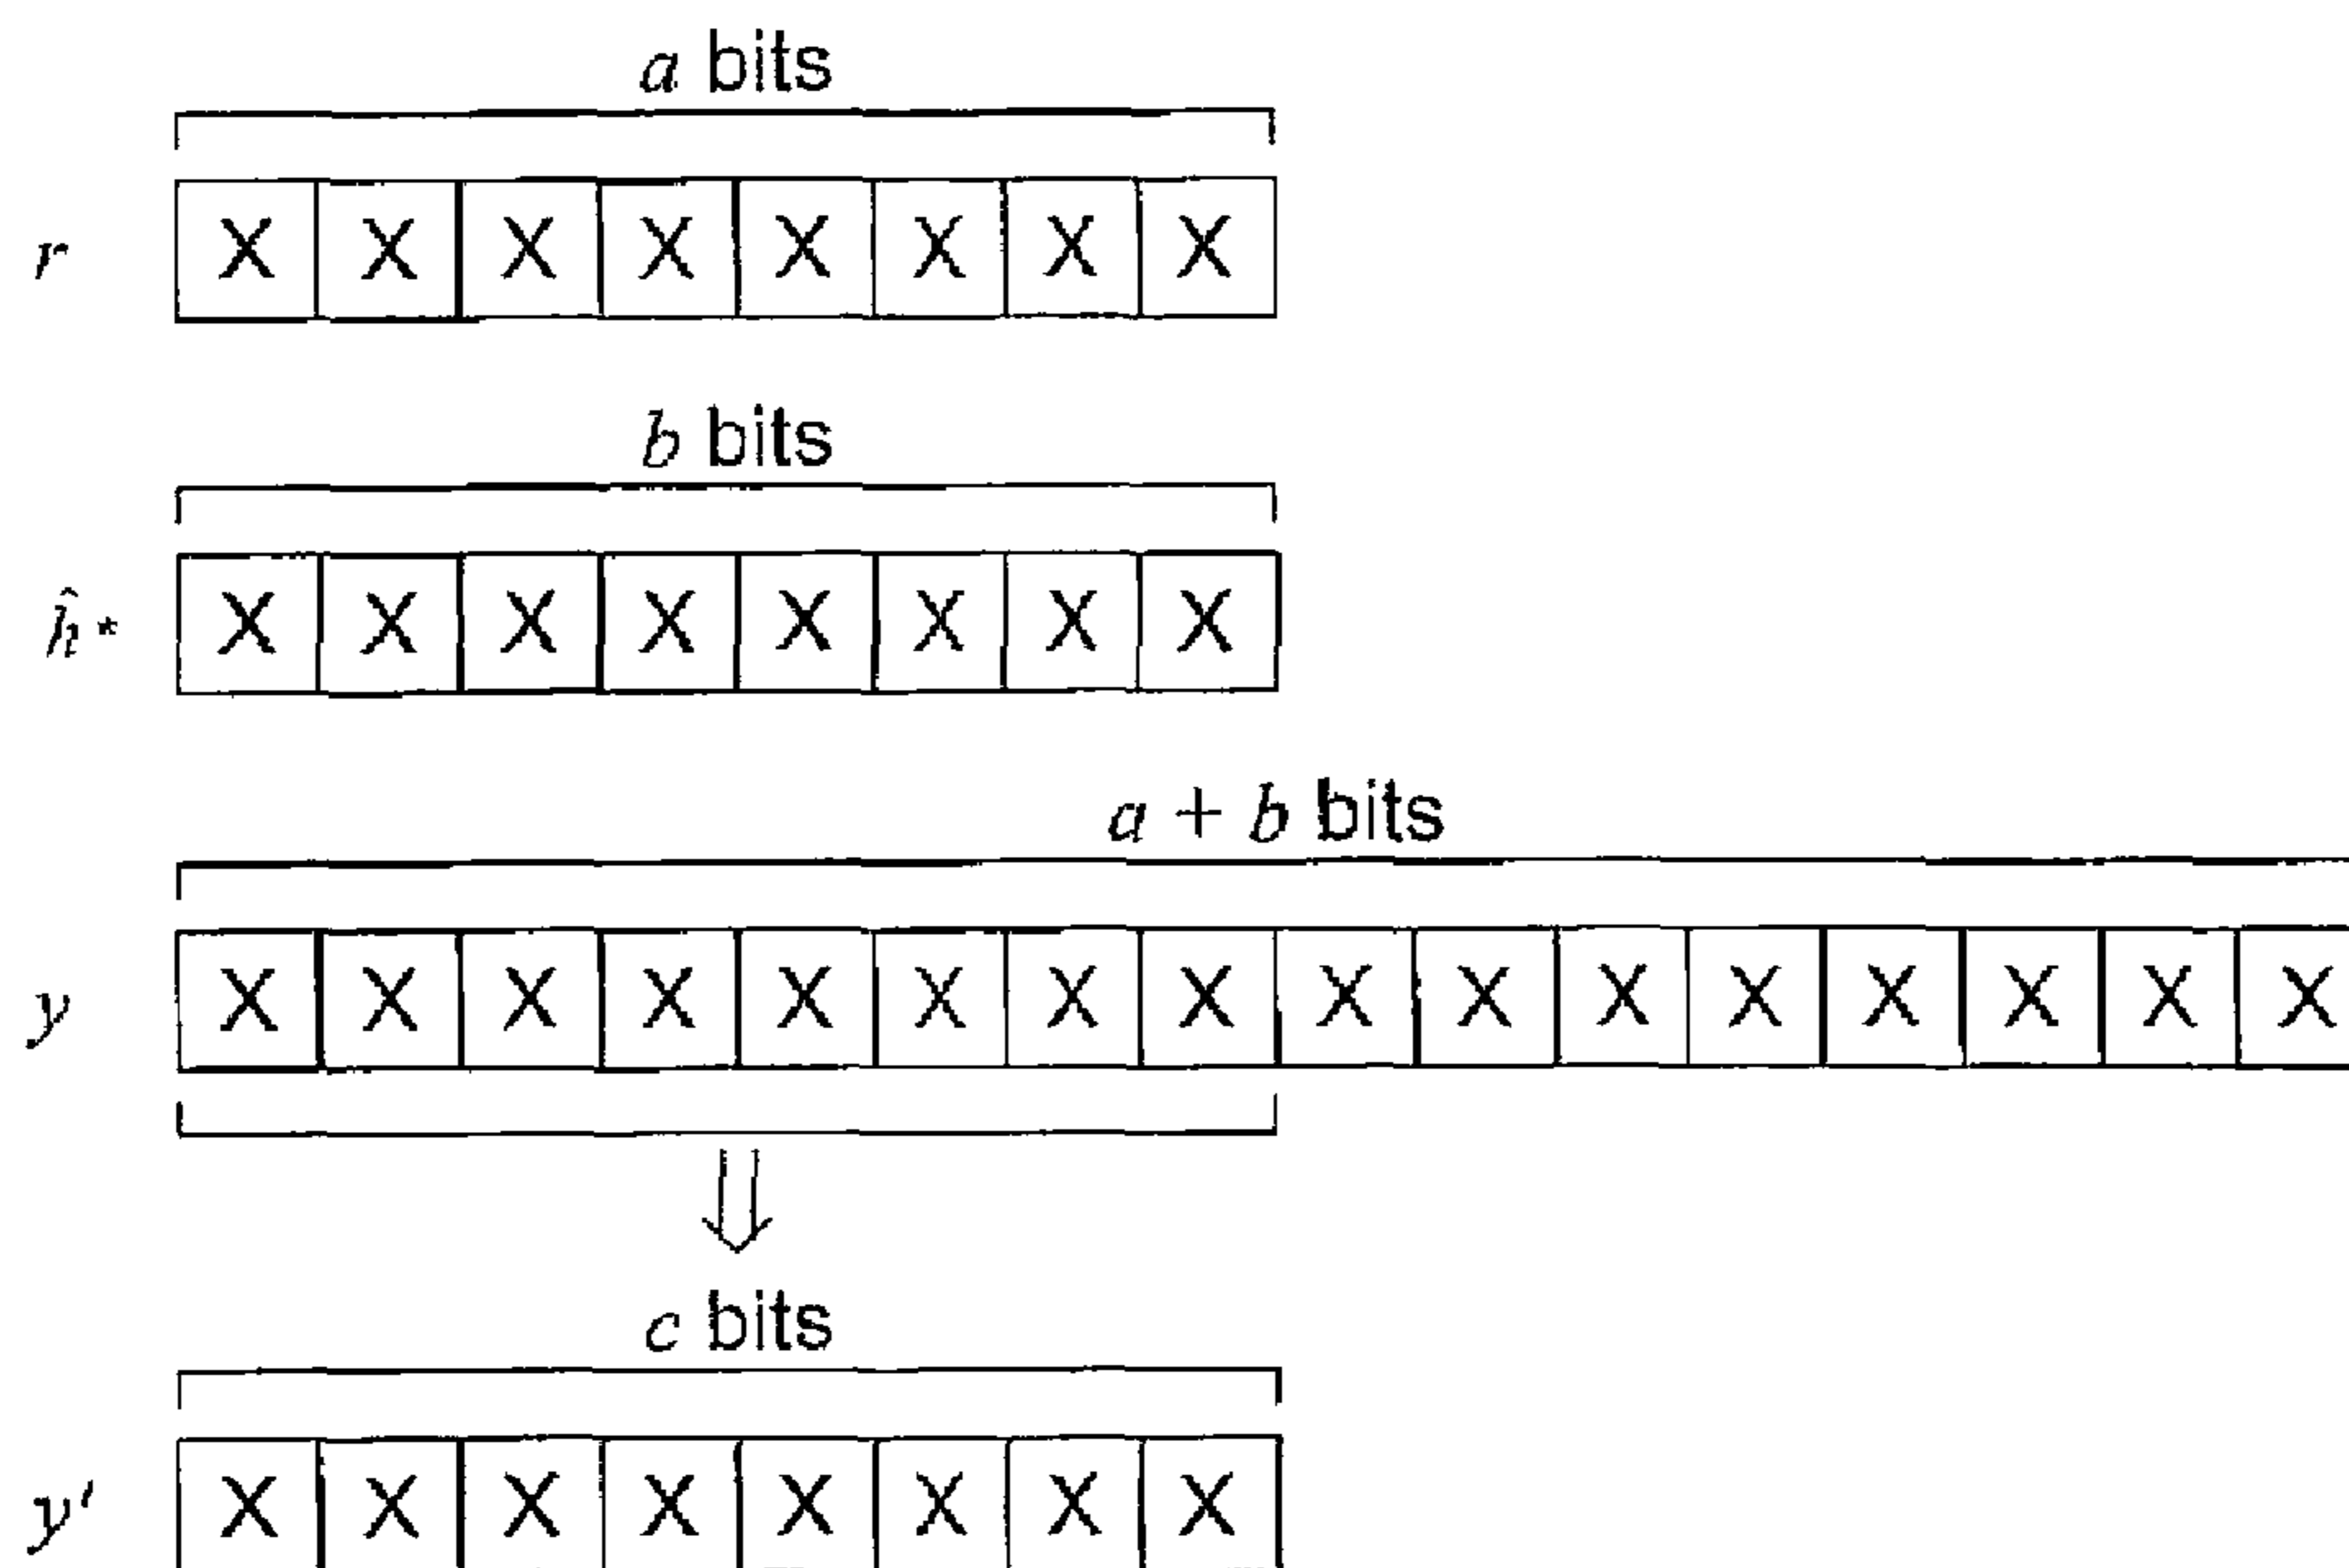 a bits
r X X X X X X X X
b bits
ĥ* X X X X X X X X
a + b bits
y X X X X X X X X X X X X X X X X
c bits
y′ X X X X X X X X